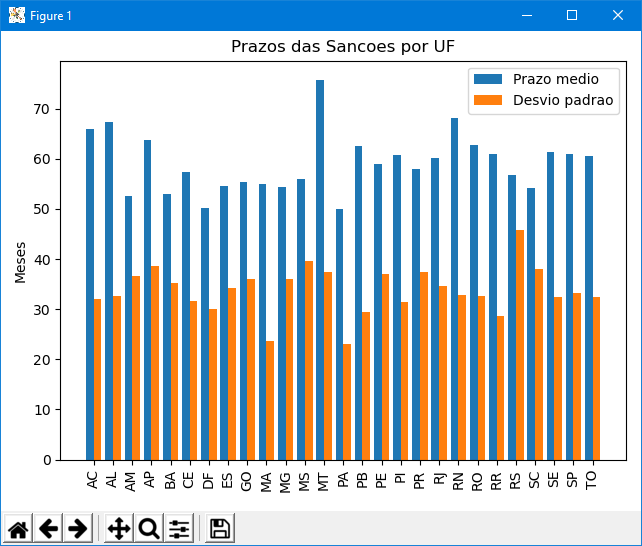 Figure 1
Prazos das Sancoes por UF
Prazo medio
Desvio padrao
Meses
70
60
50
40
30
20
10
0
AC AL AM AP BA CE DF ES GO MA MG MS MT PA PB PE PI PR RJ RN RO RR RS SC SE SP TO